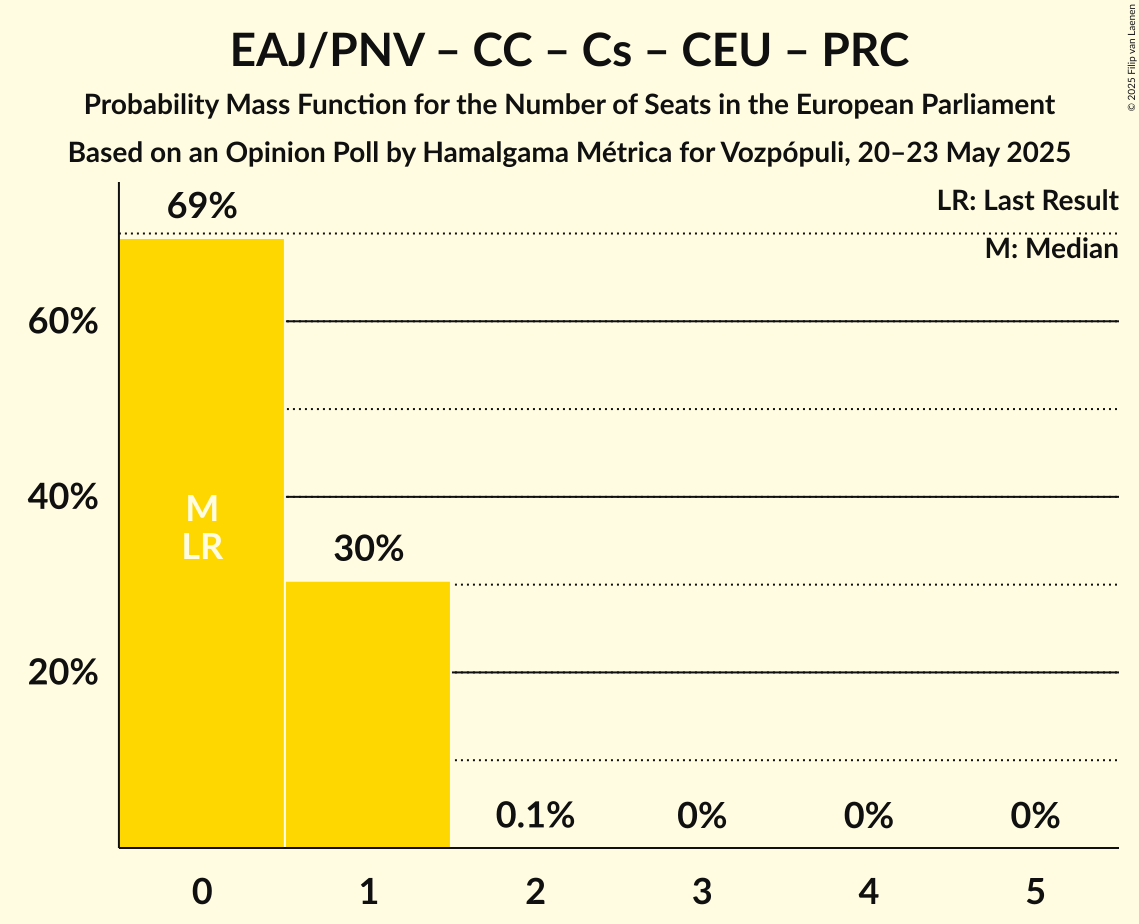 EAJ/PNV – CC – Cs – CEU – PRC
Probability Mass Function for the Number of Seats in the European Parliament
Based on an Opinion Poll by Hamalgama Métrica for Vozpópuli, 20–23 May 2025
© 2025 Filip van Laenen
LR: Last Result
M: Median
69%
60%
40%
20%
M
LR
30%
0.1%
0%
0%
0%
0
1
2
3
4
5